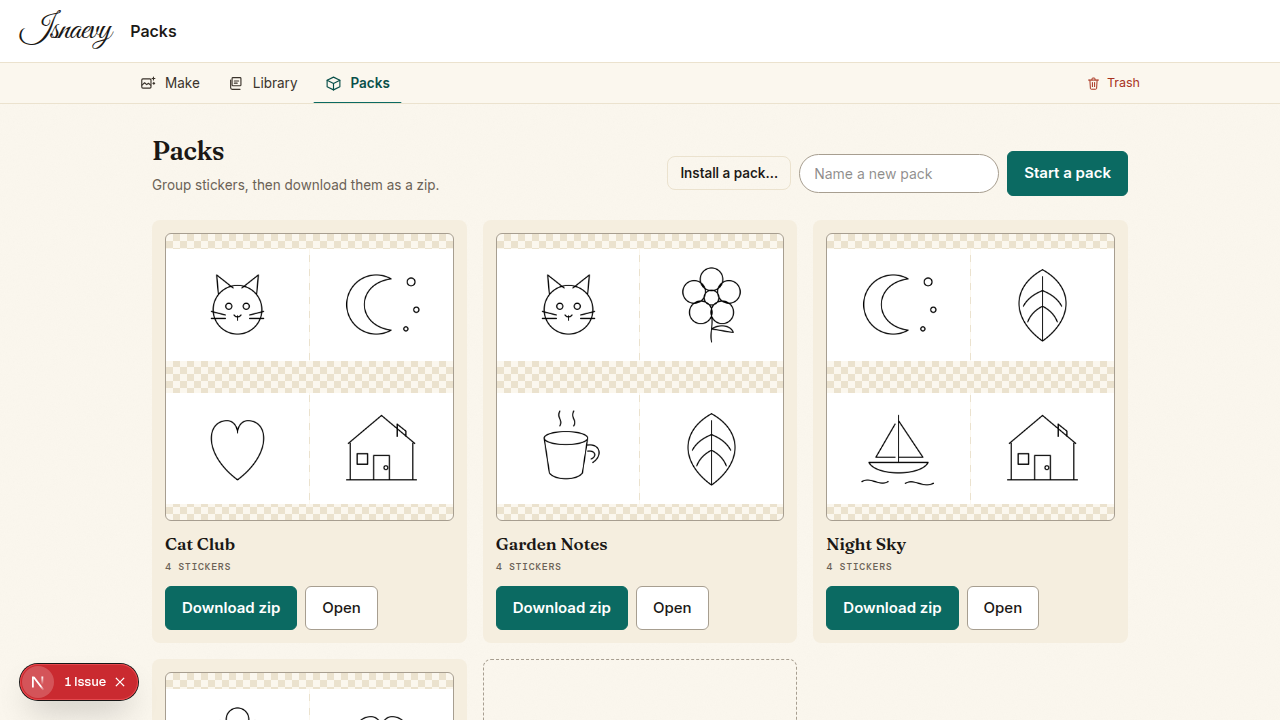 Isnaevy Packs
Make Library Packs Trash
Packs
Group stickers, then download them as a zip.
Install a pack... Name a new pack Start a pack
Cat Club
4 STICKERS
Download zip Open
Garden Notes
4 STICKERS
Download zip Open
Night Sky
4 STICKERS
Download zip Open
N 1 Issue